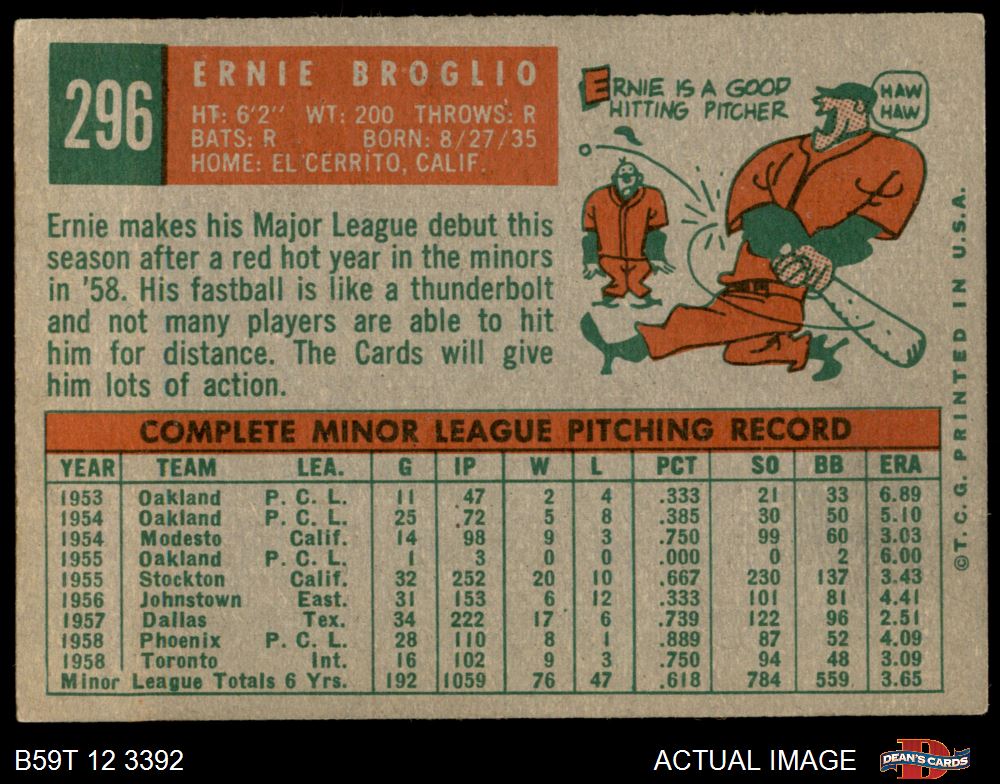 296
ERNIE BROGLIO
HT: 6'2" WT: 200 THROWS: R
BATS: R BORN: 8/27/35
HOME: EL CERRITO, CALIF.
ERNIE IS A GOOD
HITTING PITCHER
HAW
HAW
Ernie makes his Major League debut this
season after a red hot year in the minors
in '58. His fastball is like a thunderbolt
and not many players are able to hit
him for distance. The Cards will give
him lots of action.
©T. C. G. PRINTED IN U.S.A.
COMPLETE MINOR LEAGUE PITCHING RECORD
YEAR TEAM LEA. G IP W L PCT SO BB ERA
1953 Oakland P. C. L. 11 47 2 4 .333 21 33 6.89
1954 Oakland P. C. L. 25 72 5 8 .385 30 50 5.10
1954 Modesto Calif. 14 98 9 3 .750 99 60 3.03
1955 Oakland P. C. L. 1 3 0 0 .000 0 2 6.00
1955 Stockton Calif. 32 252 20 10 .667 230 137 3.43
1956 Johnstown East. 31 153 6 12 .333 101 81 4.41
1957 Dallas Tex. 34 222 17 6 .739 122 96 2.51
1958 Phoenix P. C. L. 28 110 8 1 .889 87 52 4.09
1958 Toronto Int. 16 102 9 3 .750 94 48 3.09
Minor League Totals 6 Yrs. 192 1059 76 47 .618 784 559 3.65
B59T 12 3392
ACTUAL IMAGE
DEAN'S CARDS